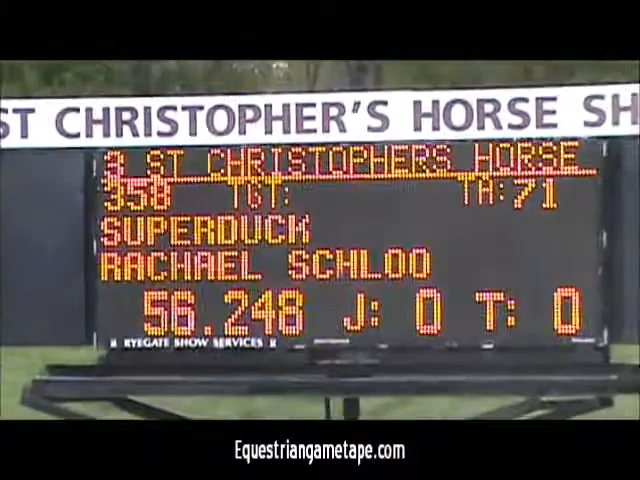 ST CHRISTOPHER'S HORSE SH
3 ST CHRISTOPHERS HORSE
358 TGT: TA:71
SUPERDUCK
RACHAEL SCHLOO
56.248 J: 0 T: 0
RYEGATE SHOW SERVICES
Equestriangametape.com